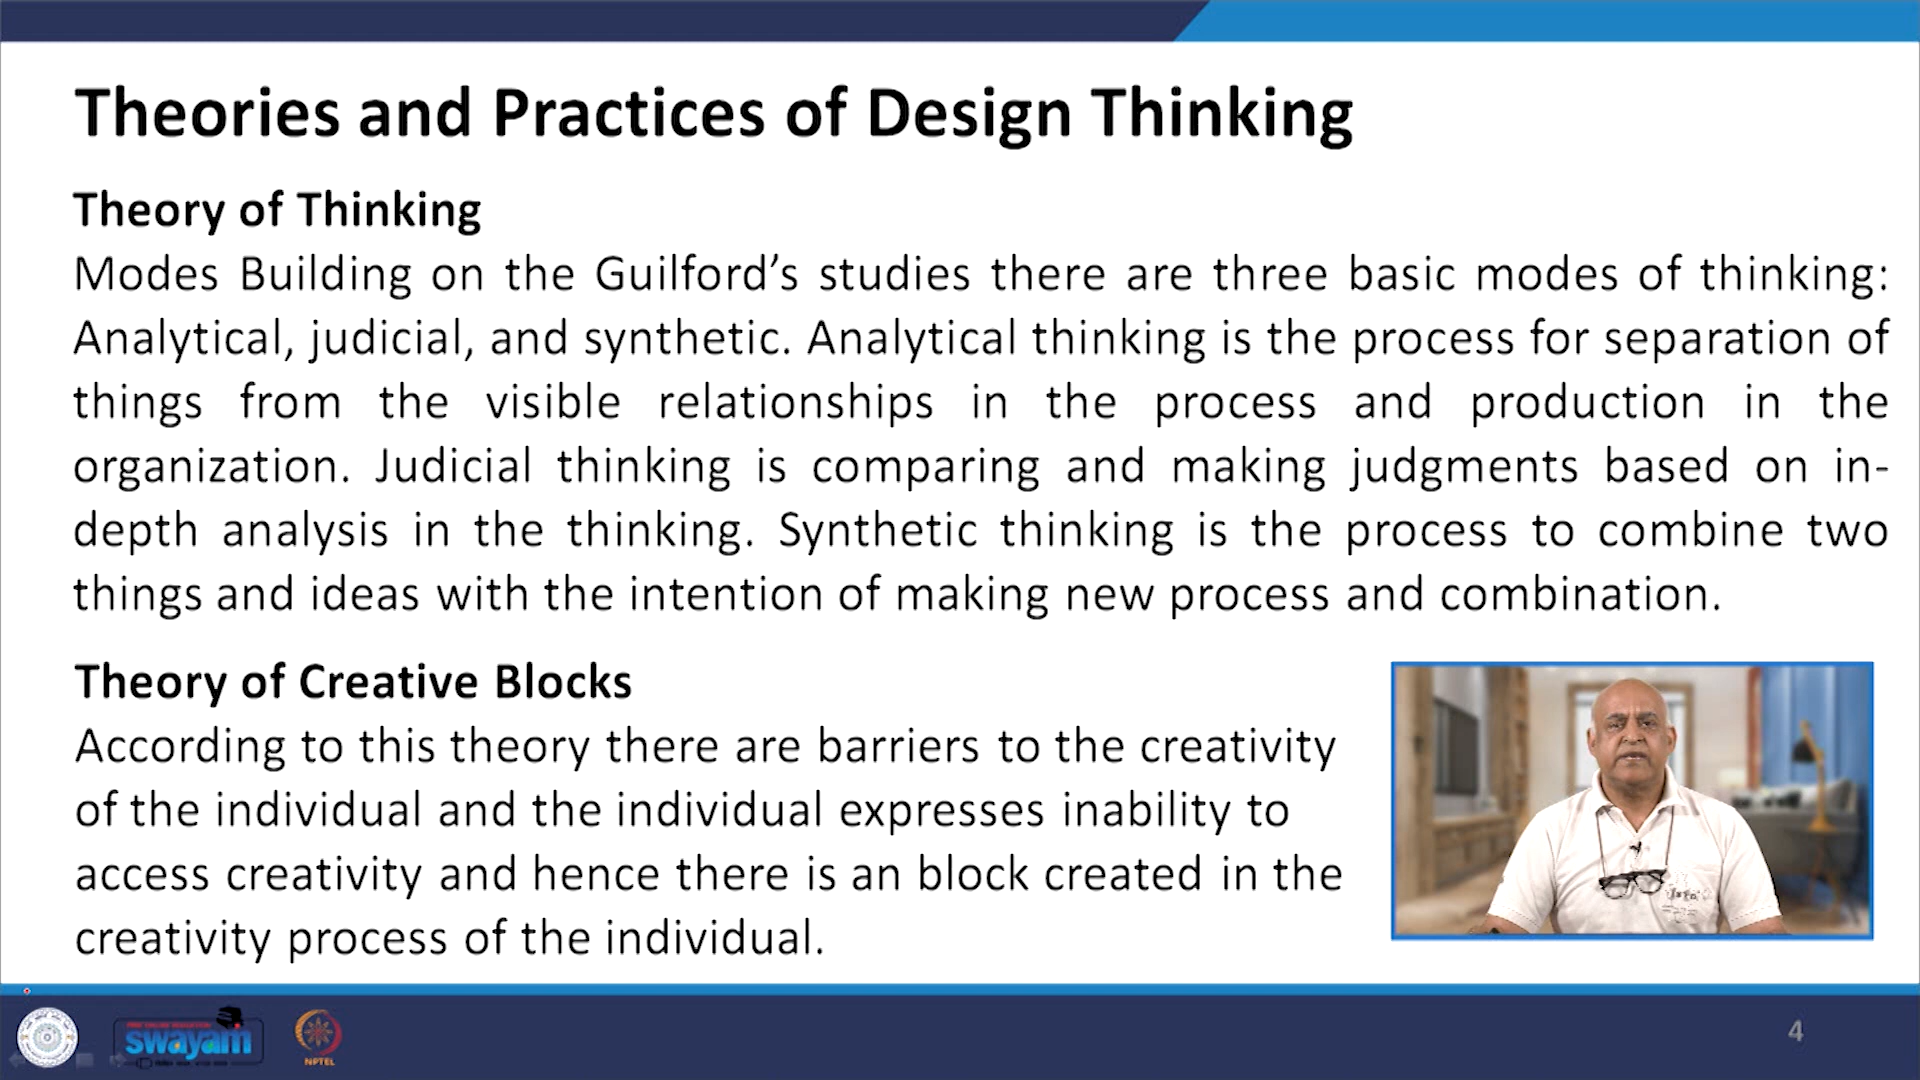 Theories and Practices of Design Thinking
Theory of Thinking
Modes Building on the Guilford’s studies there are three basic modes of thinking:
Analytical, judicial, and synthetic. Analytical thinking is the process for separation of
things from the visible relationships in the process and production in the
organization. Judicial thinking is comparing and making judgments based on in-
depth analysis in the thinking. Synthetic thinking is the process to combine two
things and ideas with the intention of making new process and combination.
Theory of Creative Blocks
According to this theory there are barriers to the creativity
of the individual and the individual expresses inability to
access creativity and hence there is an block created in the
creativity process of the individual.
swayam
NPTEL
4